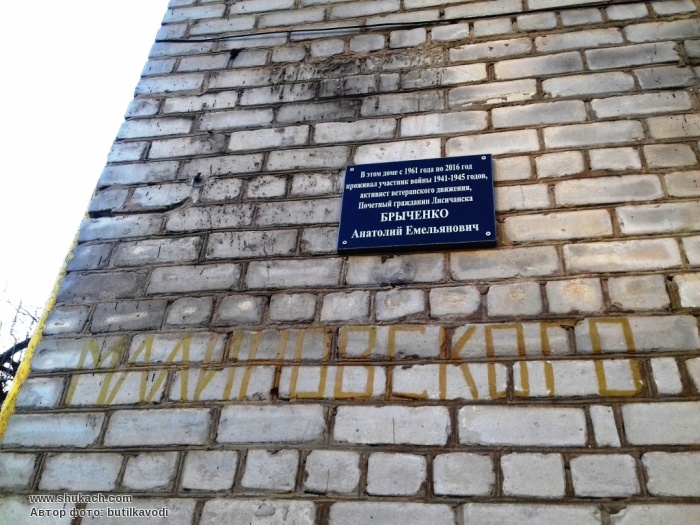 В этом доме с 1961 года по 2016 год
проживал участник войны 1941-1945 годов,
активист ветеранского движения,
Почетный гражданин Лисичанска
БРЫЧЕНКО
Анатолий Емельянович
МАЛИНОВСКОГО
www.shukach.com
Автор фото: butilkavodi